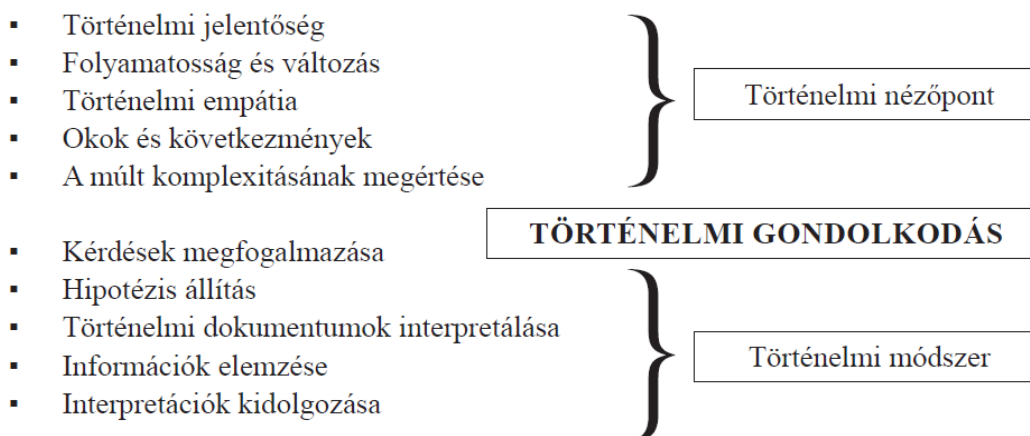 ▪ Történelmi jelentőség
▪ Folyamatosság és változás
▪ Történelmi empátia
▪ Okok és következmények
▪ A múlt komplexitásának megértése
Történelmi nézőpont
TÖRTÉNELMI GONDOLKODÁS
▪ Kérdések megfogalmazása
▪ Hipotézis állítás
▪ Történelmi dokumentumok interpretálása
▪ Információk elemzése
▪ Interpretációk kidolgozása
Történelmi módszer